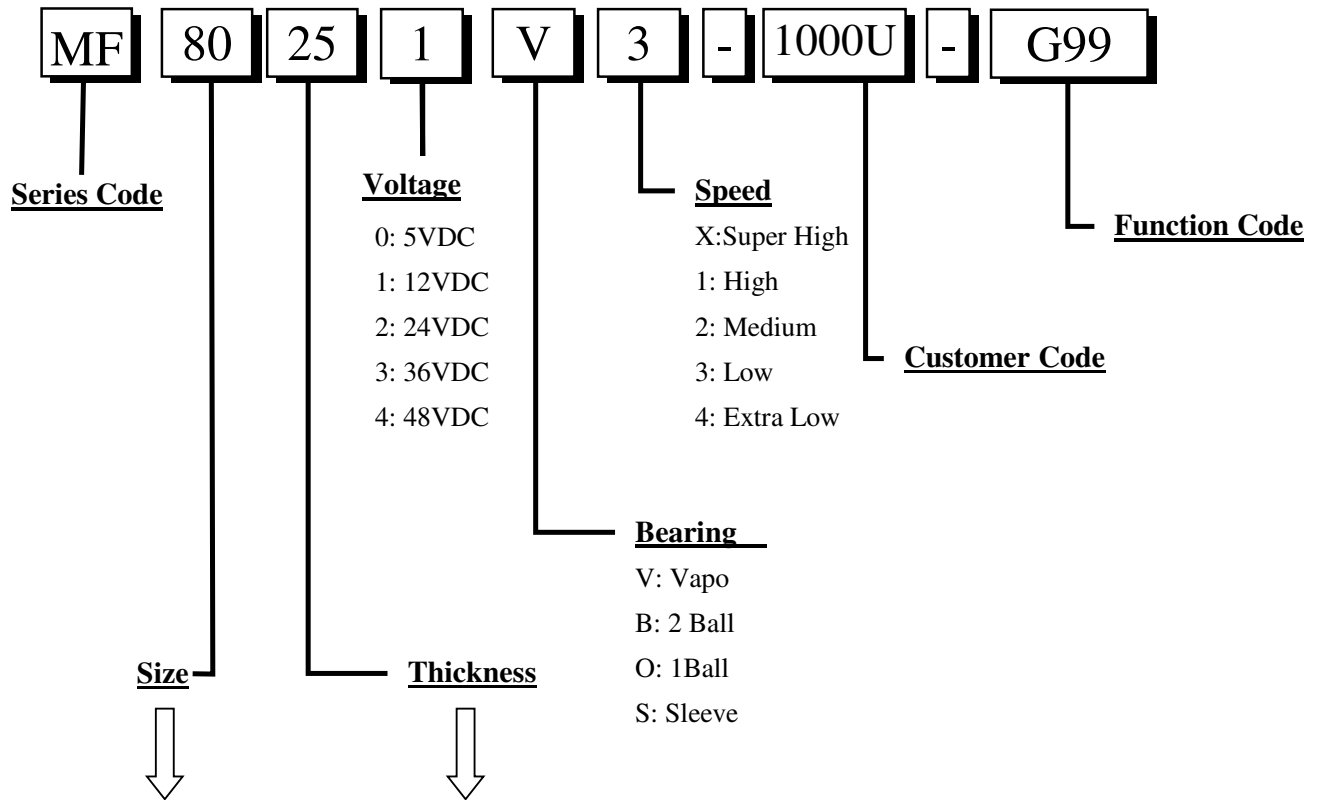 MF 80 25 1 V 3 - 1000U - G99
Series Code
Voltage
0: 5VDC
1: 12VDC
2: 24VDC
3: 36VDC
4: 48VDC
Speed
X:Super High
1: High
2: Medium
3: Low
4: Extra Low
Function Code
Customer Code
Bearing
V: Vapo
B: 2 Ball
O: 1Ball
S: Sleeve
Size
Thickness